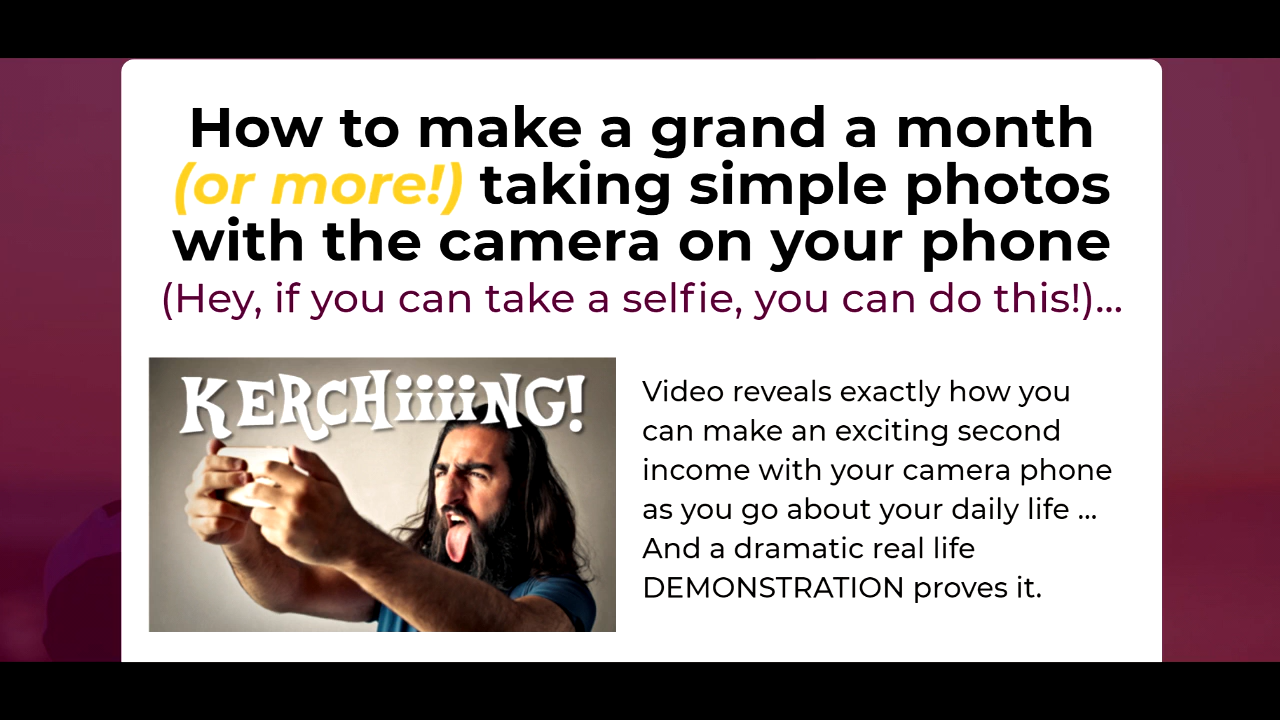 How to make a grand a month
(or more!) taking simple photos
with the camera on your phone
(Hey, if you can take a selfie, you can do this!)...
KERCHiiiiNG!
Video reveals exactly how you
can make an exciting second
income with your camera phone
as you go about your daily life ...
And a dramatic real life
DEMONSTRATION proves it.